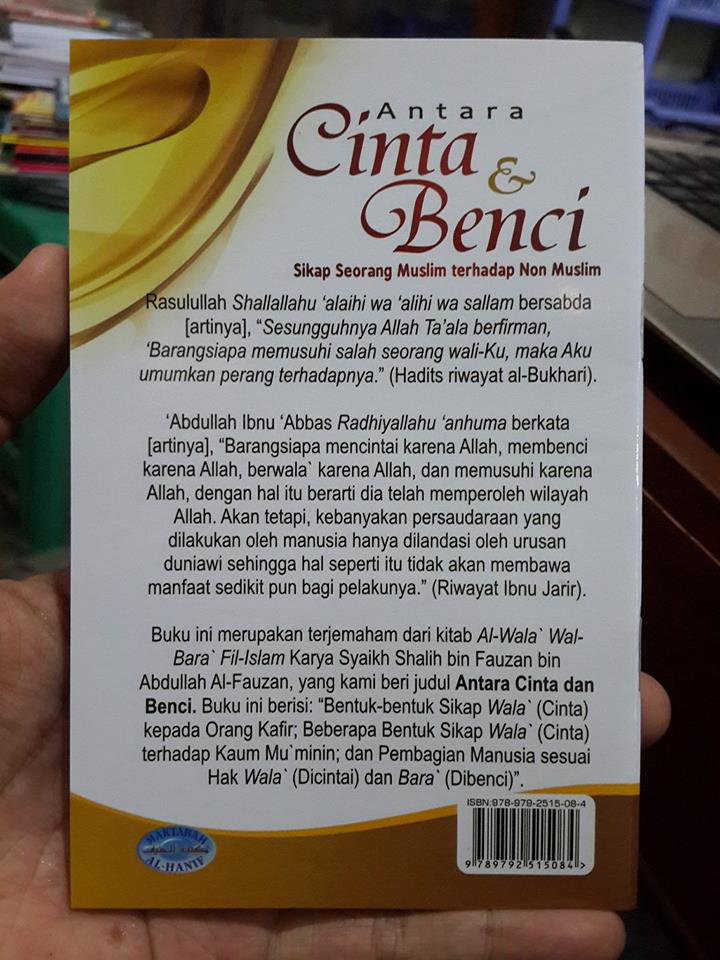 Antara
Cinta
&
Benci
Sikap Seorang Muslim terhadap Non Muslim
Rasulullah Shallallahu ‘alaihi wa ‘alihi wa sallam bersabda
[artinya], “Sesungguhnya Allah Ta’ala berfirman,
‘Barangsiapa memusuhi salah seorang wali-Ku, maka Aku
umumkan perang terhadapnya.” (Hadits riwayat al-Bukhari).
‘Abdullah Ibnu ‘Abbas Radhiyallahu ‘anhuma berkata
[artinya], “Barangsiapa mencintai karena Allah, membenci
karena Allah, berwala` karena Allah, dan memusuhi karena
Allah, dengan hal itu berarti dia telah memperoleh wilayah
Allah. Akan tetapi, kebanyakan persaudaraan yang
dilakukan oleh manusia hanya dilandasi oleh urusan
duniawi sehingga hal seperti itu tidak akan membawa
manfaat sedikit pun bagi pelakunya.” (Riwayat Ibnu Jarir).
Buku ini merupakan terjemaham dari kitab Al-Wala` Wal-
Bara` Fil-Islam Karya Syaikh Shalih bin Fauzan bin
Abdullah Al-Fauzan, yang kami beri judul Antara Cinta dan
Benci. Buku ini berisi: “Bentuk-bentuk Sikap Wala` (Cinta)
kepada Orang Kafir; Beberapa Bentuk Sikap Wala` (Cinta)
terhadap Kaum Mu`minin; dan Pembagian Manusia sesuai
Hak Wala` (Dicintai) dan Bara` (Dibenci)”.
ISBN:978-979-2515-08-4
9 789792 515084 >
MAKTABAH
AL-HANIF